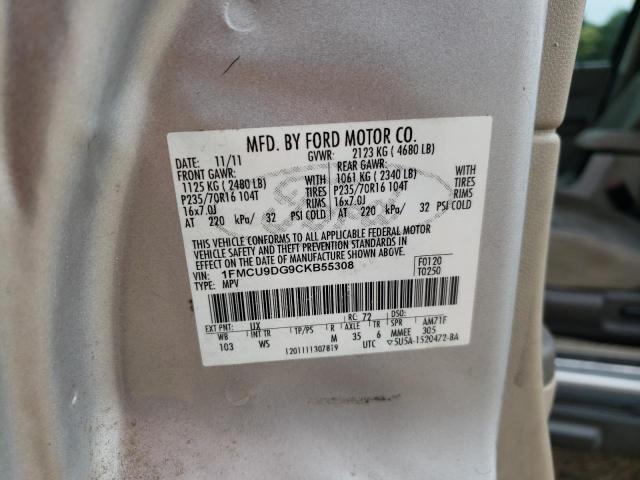 MFD. BY FORD MOTOR CO.
DATE: 11/11 GVWR: 2123 KG ( 4680 LB)
FRONT GAWR: REAR GAWR:
1125 KG ( 2480 LB) WITH 1061 KG ( 2340 LB) WITH
P235/70R16 104T TIRES P235/70R16 104T TIRES
16x7.0J RIMS 16x7.0J RIMS
AT 220 kPa/ 32 PSI COLD AT 220 kPa/ 32 PSI COLD
THIS VEHICLE CONFORMS TO ALL APPLICABLE FEDERAL MOTOR
VEHICLE SAFETY AND THEFT PREVENTION STANDARDS IN
EFFECT ON THE DATE OF MANUFACTURE SHOWN ABOVE.
VIN: 1FMCU9DG9CKB55308 F0120
TYPE: MPV T0250
EXT PNT: UX RC: 72 DSO:
WB INT TR TP/PS R AXLE TR SPR AM71F
103 WS M 35 6 MMEE 305
1201111307819 UTC ▽5U5A-1520472-BA
Ford